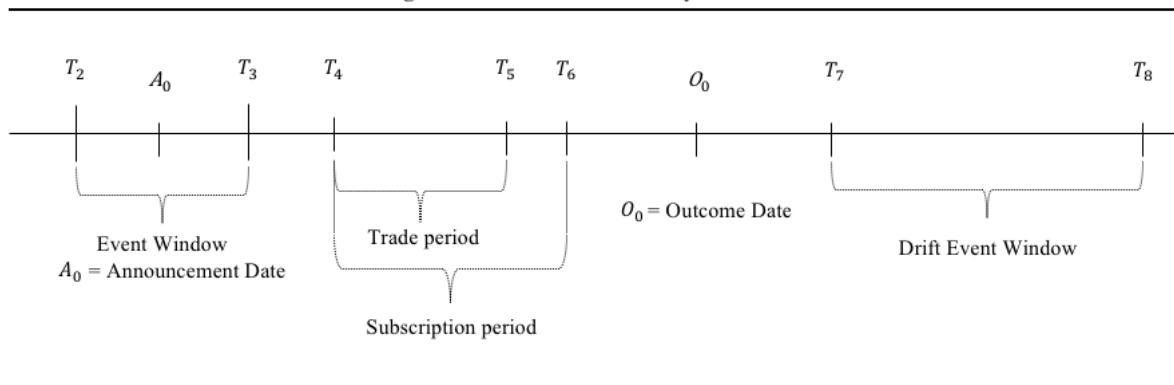 T₂ A₀ T₃ T₄ T₅ T₆ O₀ T₇ T₈
Event Window
A₀ = Announcement Date
Trade period
Subscription period
O₀ = Outcome Date
Drift Event Window